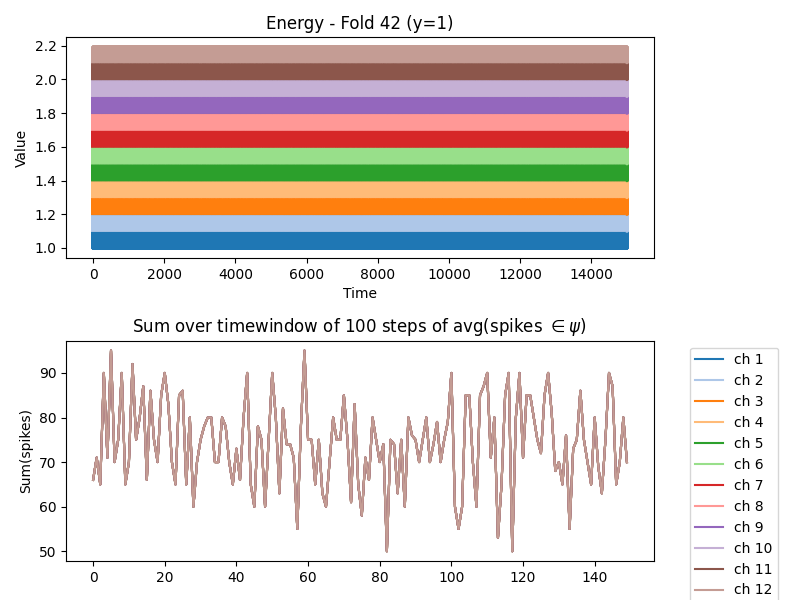 Energy - Fold 42 (y=1)
2.2
2.0
1.8
1.6
1.4
1.2
1.0
Value
0 2000 4000 6000 8000 10000 12000 14000
Time
Sum over timewindow of 100 steps of avg(spikes ∈ψ)
90
80
70
60
50
Sum(spikes)
0 20 40 60 80 100 120 140
ch 1
ch 2
ch 3
ch 4
ch 5
ch 6
ch 7
ch 8
ch 9
ch 10
ch 11
ch 12